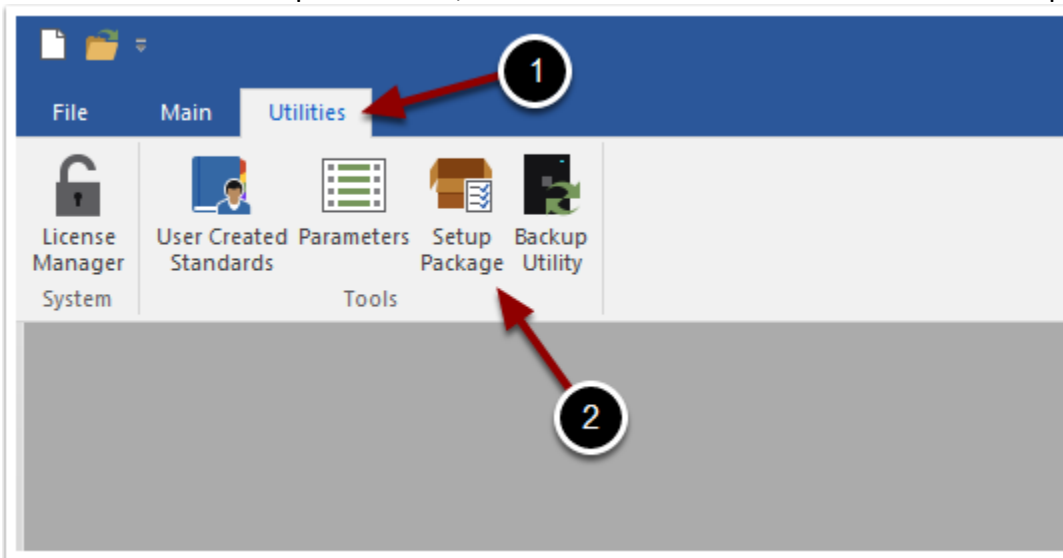 1
File Main Utilities
License Manager
User Created Standards
Parameters
Setup Package
Backup Utility
System Tools
2